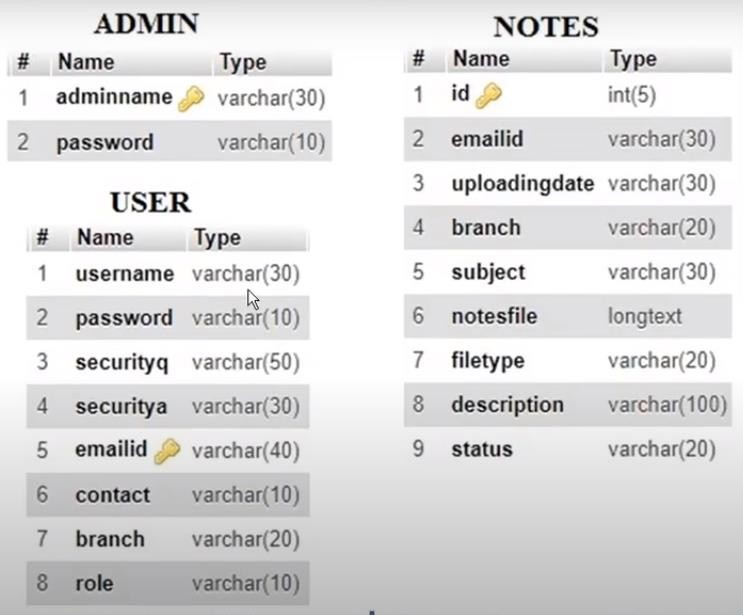 ADMIN
# Name Type
1 adminname varchar(30)
2 password varchar(10)
USER
# Name Type
1 username varchar(30)
2 password varchar(10)
3 securityq varchar(50)
4 securitya varchar(30)
5 emailid varchar(40)
6 contact varchar(10)
7 branch varchar(20)
8 role varchar(10)
NOTES
# Name Type
1 id int(5)
2 emailid varchar(30)
3 uploadingdate varchar(30)
4 branch varchar(20)
5 subject varchar(30)
6 notesfile longtext
7 filetype varchar(20)
8 description varchar(100)
9 status varchar(20)